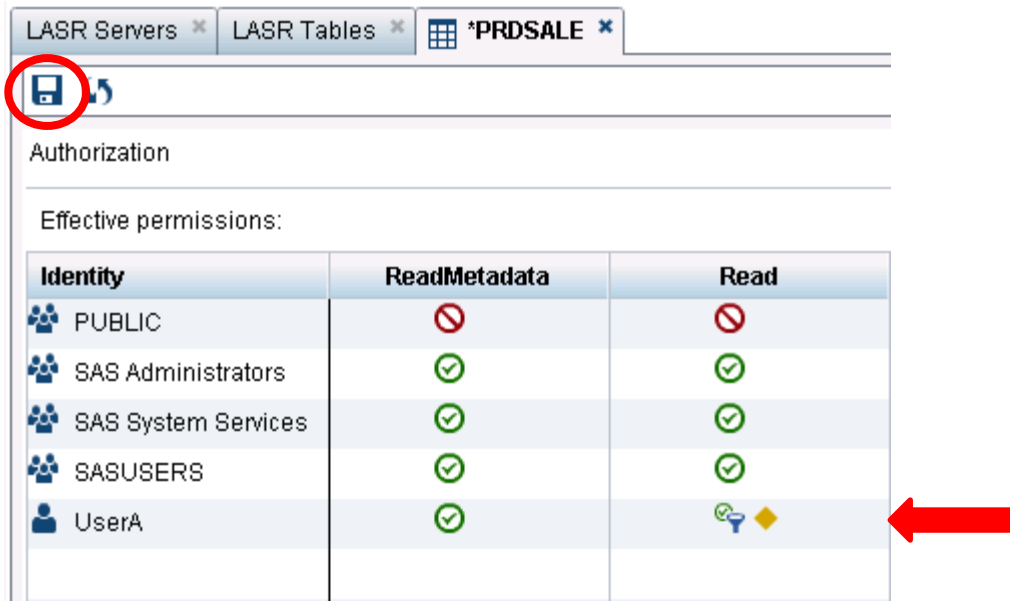 LASR Servers LASR Tables *PRDSALE
Authorization
Effective permissions:
Identity ReadMetadata Read
PUBLIC
SAS Administrators
SAS System Services
SASUSERS
UserA